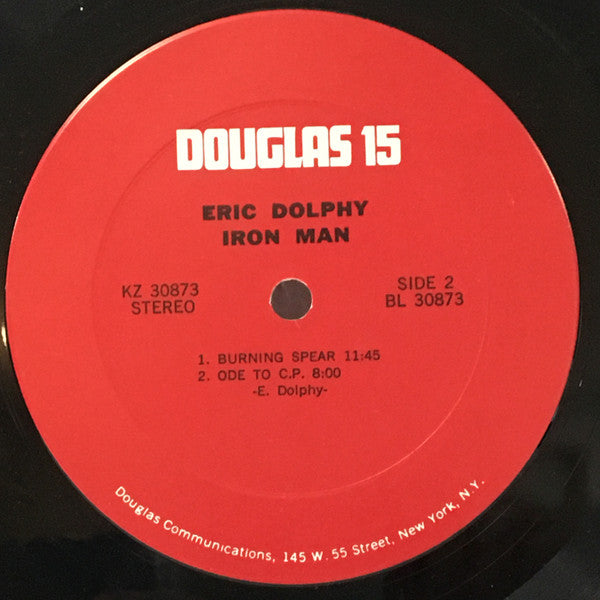 DOUGLAS 15
ERIC DOLPHY
IRON MAN
KZ 30873
STEREO
SIDE 2
BL 30873
1. BURNING SPEAR 11:45
2. ODE TO C.P. 8:00
-E. Dolphy-
Douglas Communications, 145 W. 55 Street, New York, N.Y.